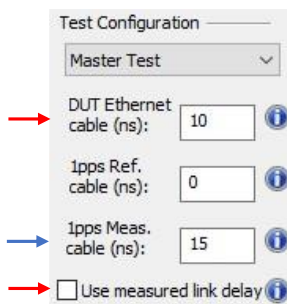 Test Configuration
Master Test
DUT Ethernet
cable (ns):
10
1pps Ref.
cable (ns):
0
1pps Meas.
cable (ns):
15
Use measured link delay